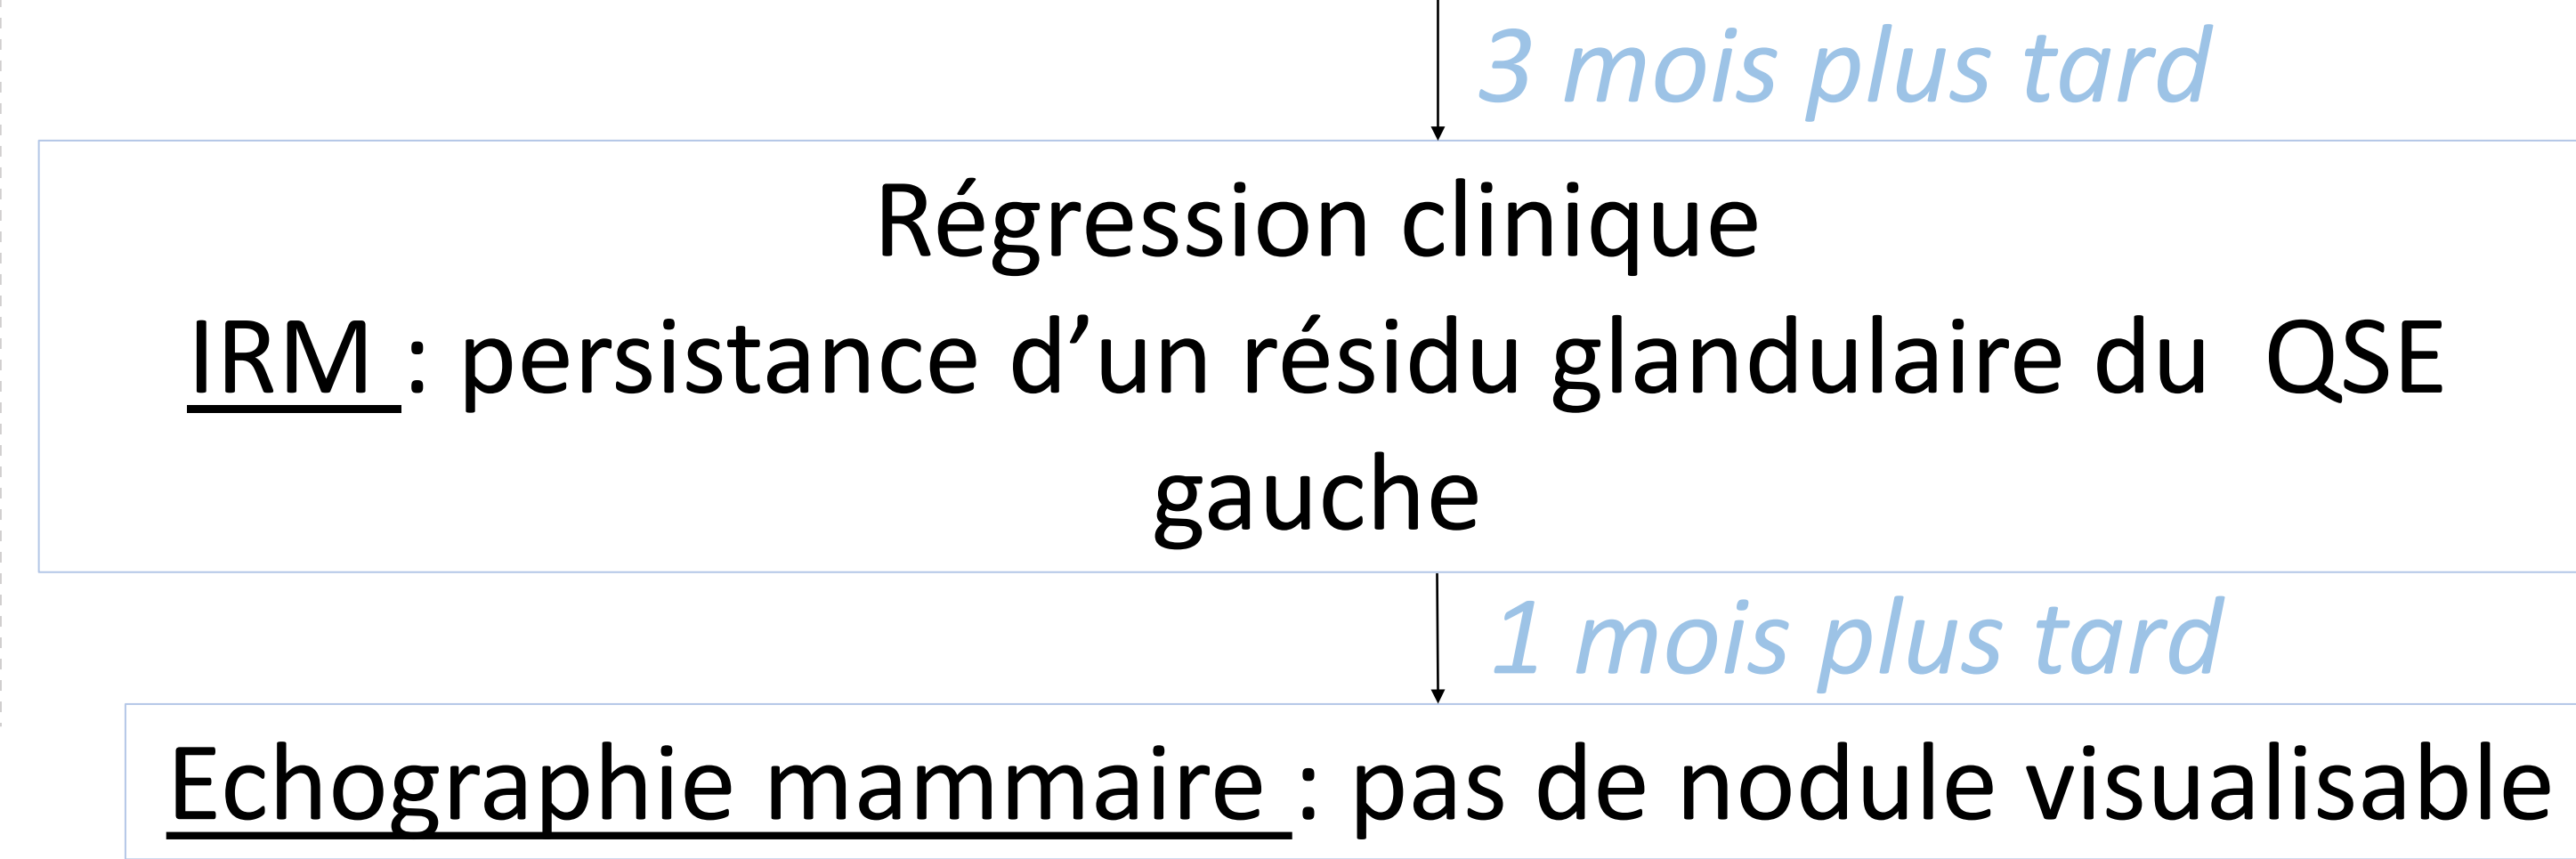 3 mois plus tard
Régression clinique
IRM : persistance d’un résidu glandulaire du  QSE
gauche
1 mois plus tard
Echographie mammaire : pas de nodule visualisable